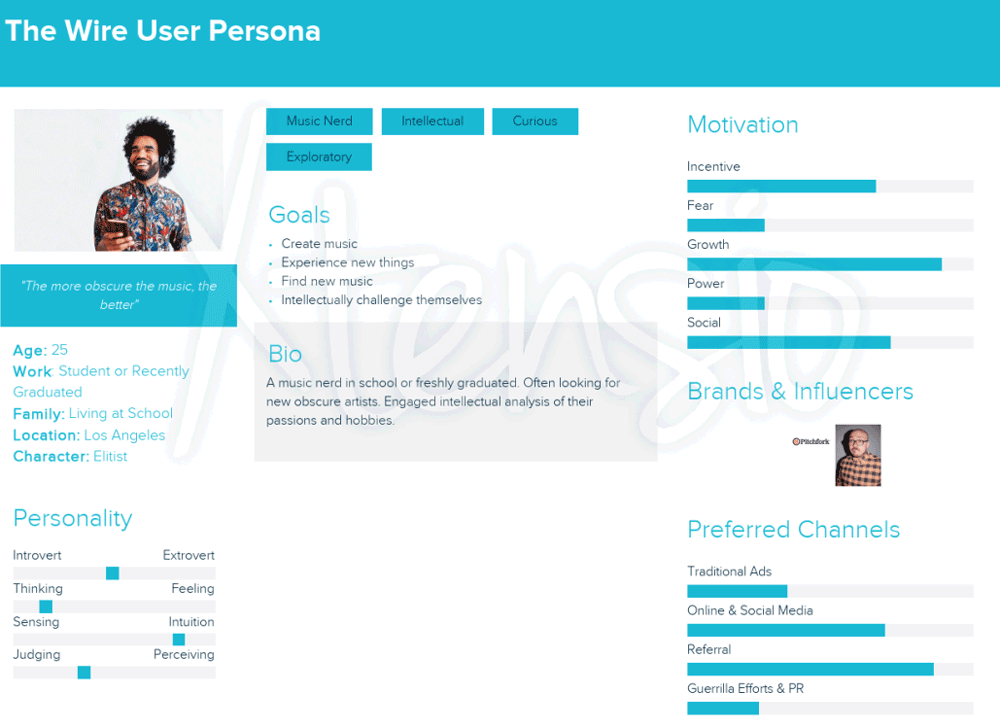 The Wire User Persona
"The more obscure the music, the
better"
Age: 25
Work: Student or Recently
Graduated
Family: Living at School
Location: Los Angeles
Character: Elitist
Personality
Introvert Extrovert
Thinking Feeling
Sensing Intuition
Judging Perceiving
Music Nerd Intellectual Curious
Exploratory
Goals
• Create music
• Experience new things
• Find new music
• Intellectually challenge themselves
Bio
A music nerd in school or freshly graduated. Often looking for
new obscure artists. Engaged intellectual analysis of their
passions and hobbies.
Motivation
Incentive
Fear
Growth
Power
Social
Brands & Influencers
Pitchfork
Preferred Channels
Traditional Ads
Online & Social Media
Referral
Guerrilla Efforts & PR
Xtensio